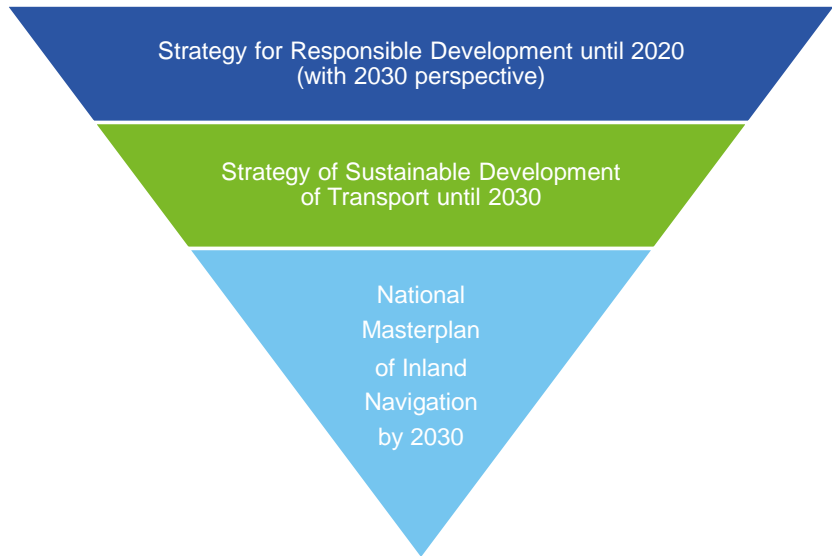 Strategy for Responsible Development until 2020
(with 2030 perspective)
Strategy of Sustainable Development
of Transport until 2030
National
Masterplan
of Inland
Navigation
by 2030